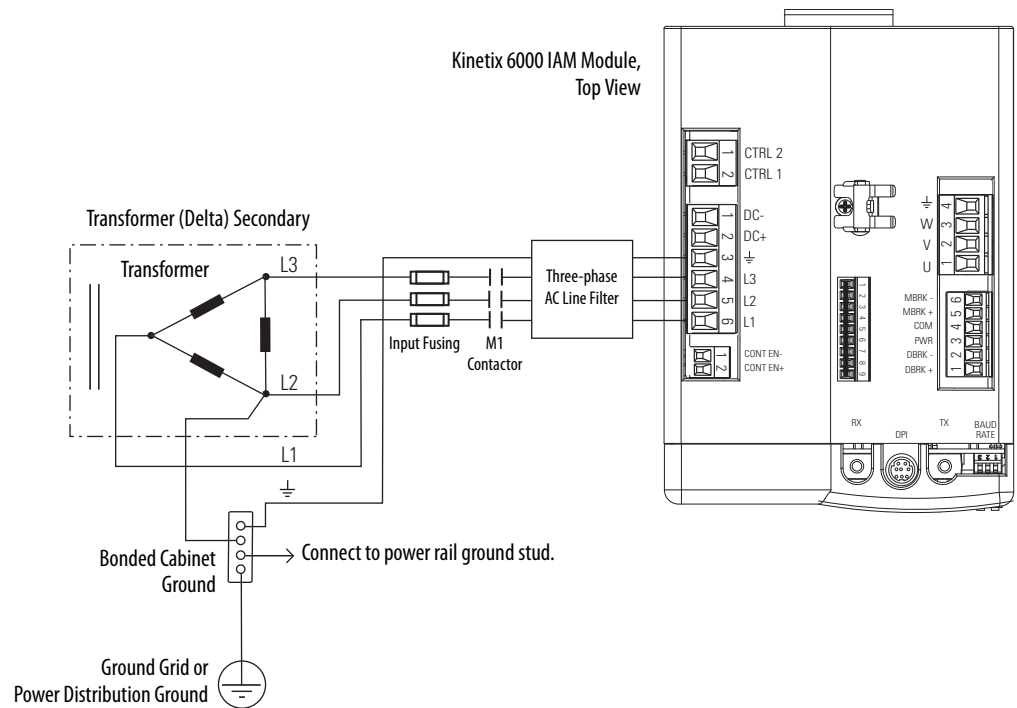 Kinetix 6000 IAM Module,
Top View
1
2
CTRL 2
CTRL 1
Transformer (Delta) Secondary
Transformer
L3
L2
L1
Input Fusing
M1
Contactor
Three-phase
AC Line Filter
1
2
3
4
5
6
DC-
DC+
L3
L2
L1
1
2
CONT EN-
CONT EN+
4
3
2
1
W
V
U
1
2
3
4
5
6
7
8
9
MBRK -
MBRK +
COM
PWR
DBRK -
DBRK +
6
5
4
3
2
1
RX
DPI
TX
BAUD
RATE
1 2 3
Bonded Cabinet
Ground
Connect to power rail ground stud.
Ground Grid or
Power Distribution Ground